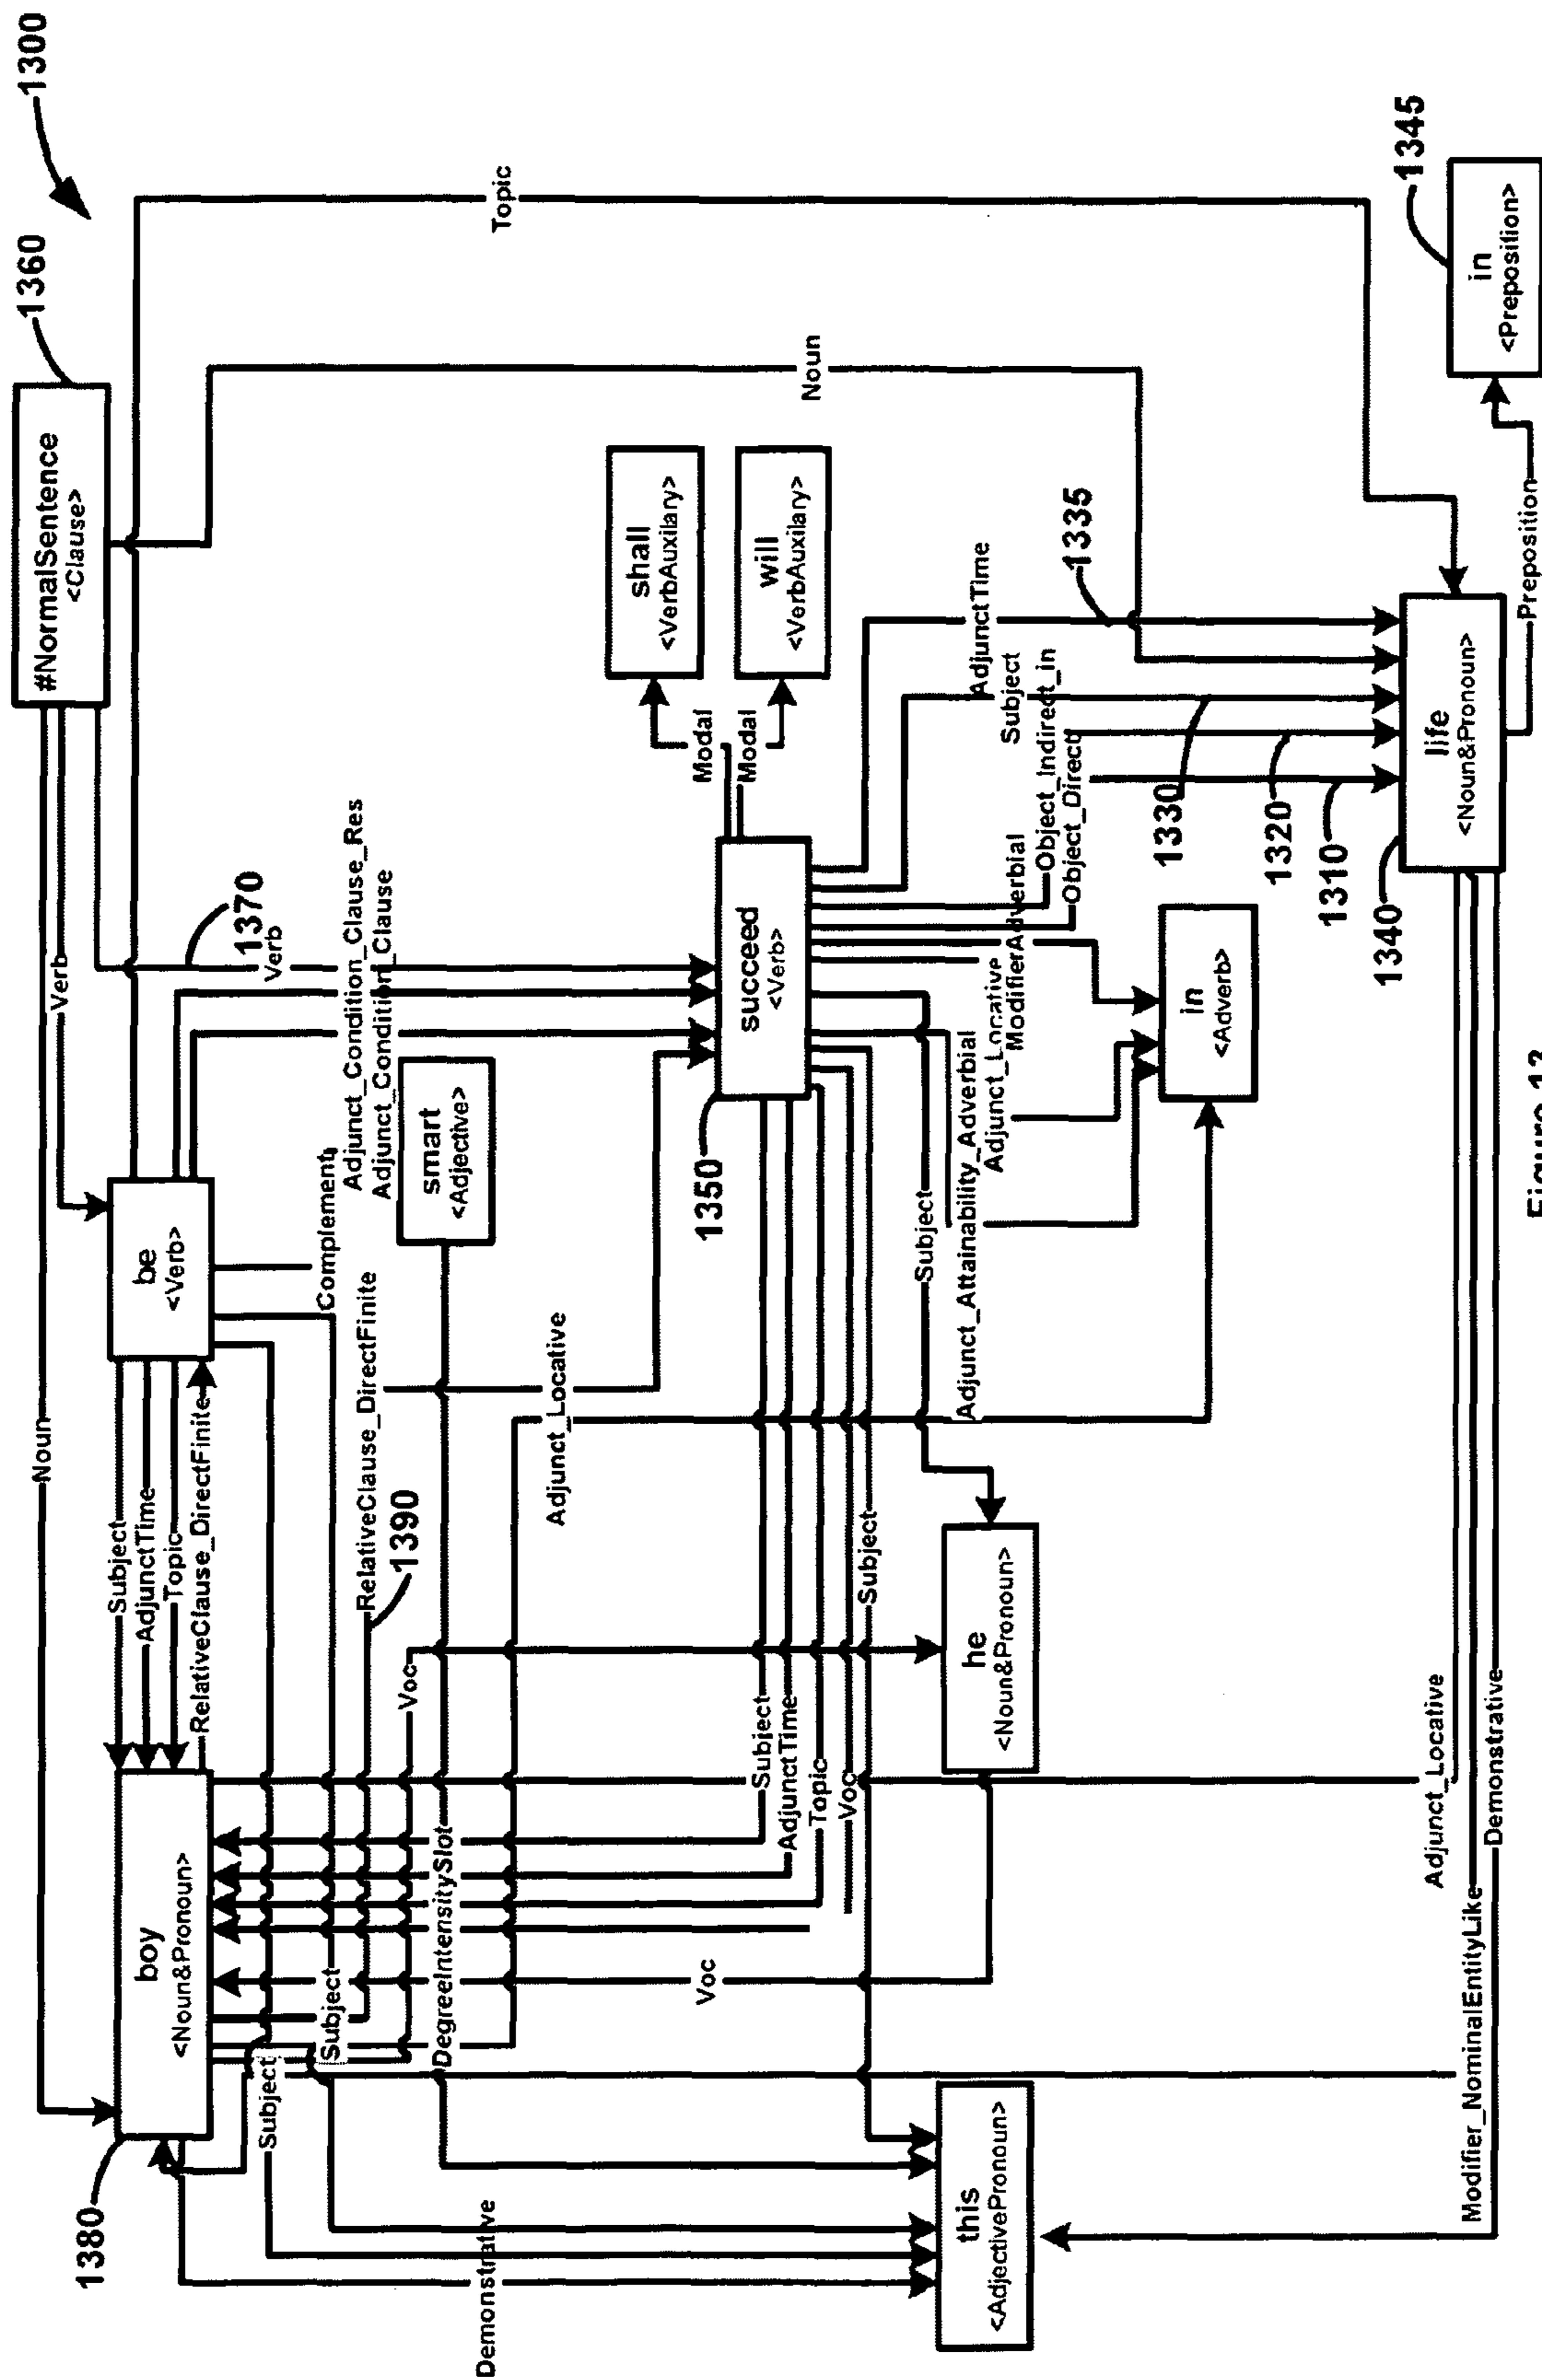 1300
1360
#NormalSentence
<Clause>
Noun
Verb
Topic
Noun
be
<Verb>
Subject
AdjunctTime
Topic
RelativeClause_DirectFinite
1380
boy
<Noun&Pronoun>
1370
Verb
Complement
Adjunct_Condition_Clause_Res
Adjunct_Condition_Clause
smart
<Adjective>
RelativeClause_DirectFinite
1390
Subject
Subject
Voc
DegreeIntensitySlot
Adjunct_Locative
shall
<VerbAuxilary>
will
<VerbAuxilary>
Modal
Modal
succeed
<Verb>
1350
Subject
AdjunctTime
Topic
Voc
Subject
Voc
Demonstrative
Subject
Adjunct_Attainability_Adverbial
Adjunct_Locative
ModifierAdverbial
Object_Indirect_in
Object_Direct
Subject
AdjunctTime
1335
1330
1320
1310
1340
he
<Noun&Pronoun>
this
<AdjectivePronoun>
in
<Adverb>
life
<Noun&Pronoun>
1345
in
<Preposition>
Preposition
Adjunct_Locative
Modifier_NominalEntityLike
Demonstrative
Figure 13